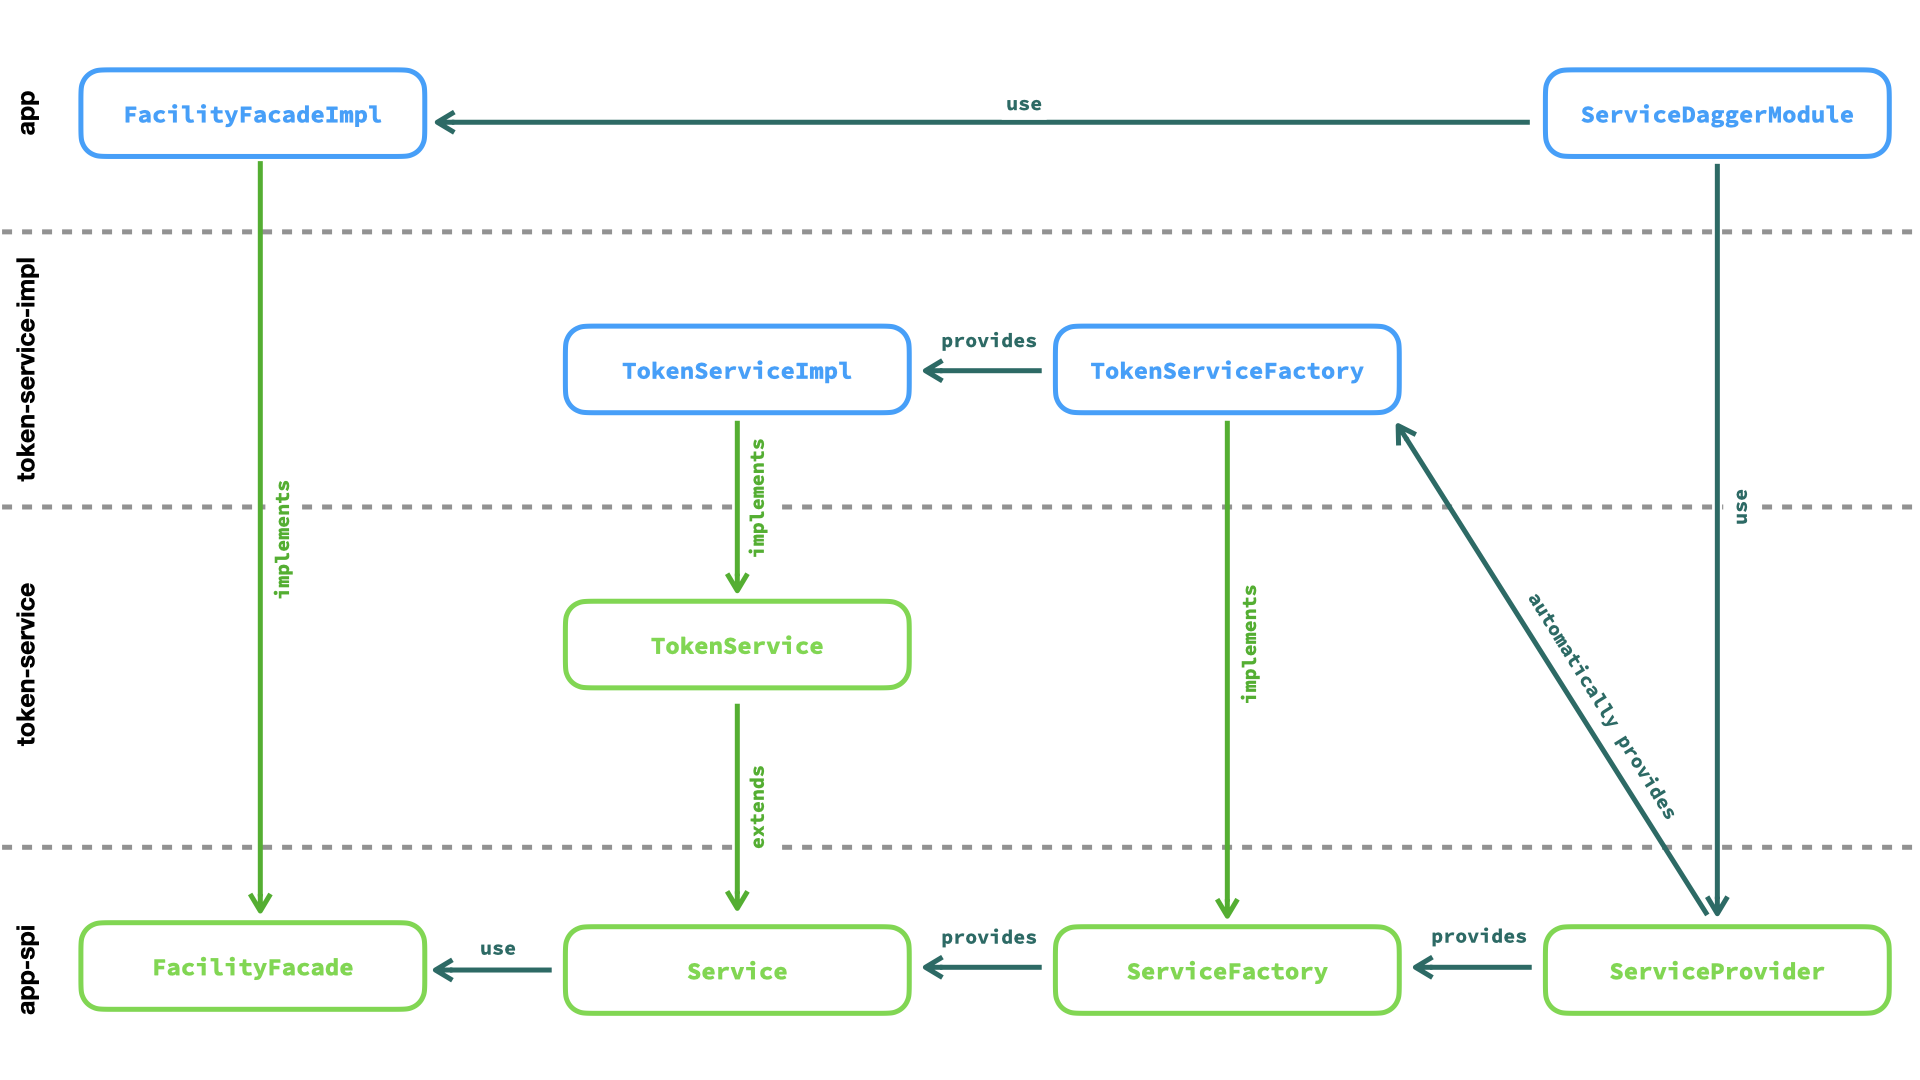 app
FacilityFacadeImpl
use
ServiceDaggerModule
token-service-impl
TokenServiceImpl
provides
TokenServiceFactory
implements
implements
use
token-service
TokenService
implements
automatically provides
extends
app-spi
FacilityFacade
use
Service
provides
ServiceFactory
provides
ServiceProvider